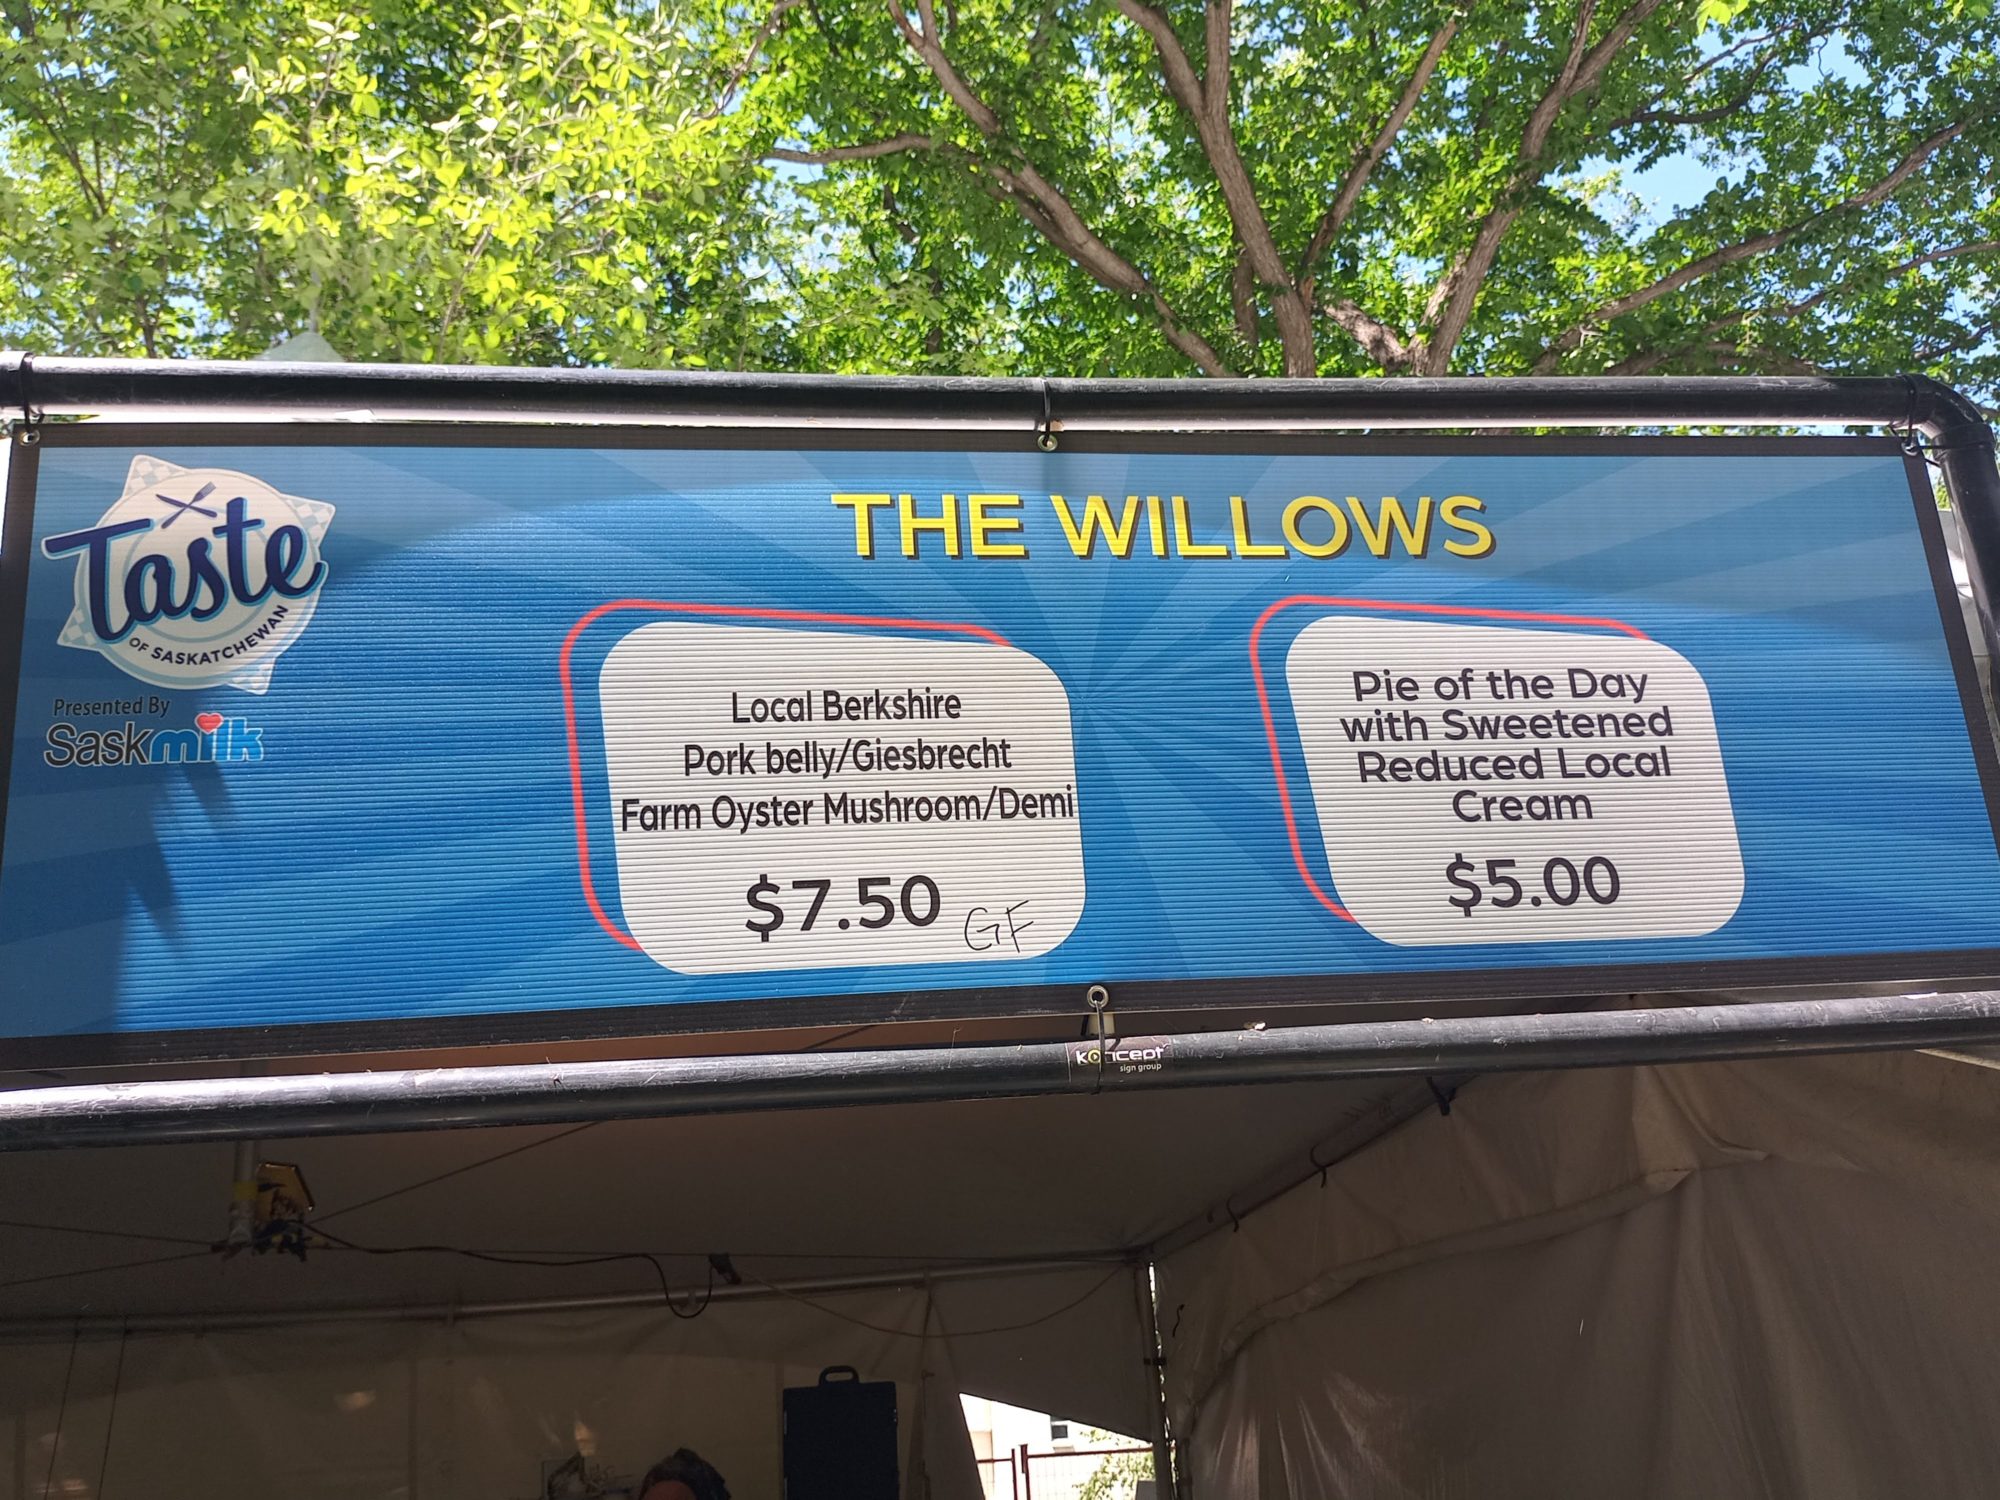 THE WILLOWS
Taste
OF SASKATCHEWAN
Presented By
Saskmilk
Local Berkshire
Pork belly/Giesbrecht
Farm Oyster Mushroom/Demi
$7.50
GF
Pie of the Day
with Sweetened
Reduced Local
Cream
$5.00
koncept
sign group